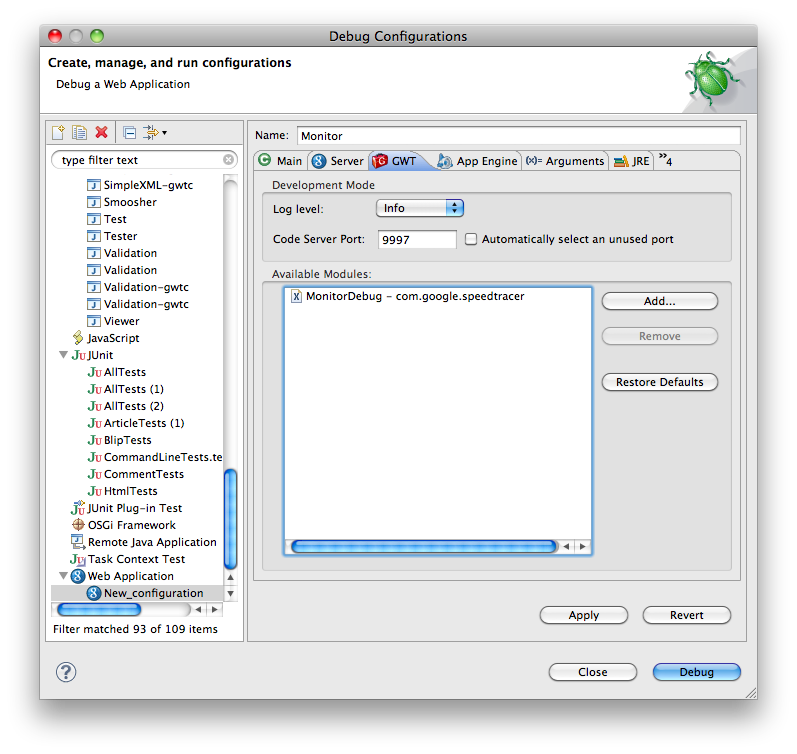 Debug Configurations
Create, manage, and run configurations
Debug a Web Application
type filter text
SimpleXML-gwtc
Smoosher
Test
Tester
Validation
Validation
Validation-gwtc
Validation-gwtc
Viewer
JavaScript
JUnit
AllTests
AllTests (1)
AllTests (2)
ArticleTests (1)
BlipTests
CommandLineTests.te
CommentTests
HtmlTests
JUnit Plug-in Test
OSGi Framework
Remote Java Application
Task Context Test
Web Application
New_configuration
Filter matched 93 of 109 items
Name: Monitor
Main Server GWT App Engine (x)= Arguments JRE »4
Development Mode
Log level: Info
Code Server Port: 9997 Automatically select an unused port
Available Modules:
MonitorDebug - com.google.speedtracer
Add...
Remove
Restore Defaults
Apply Revert
? Close Debug